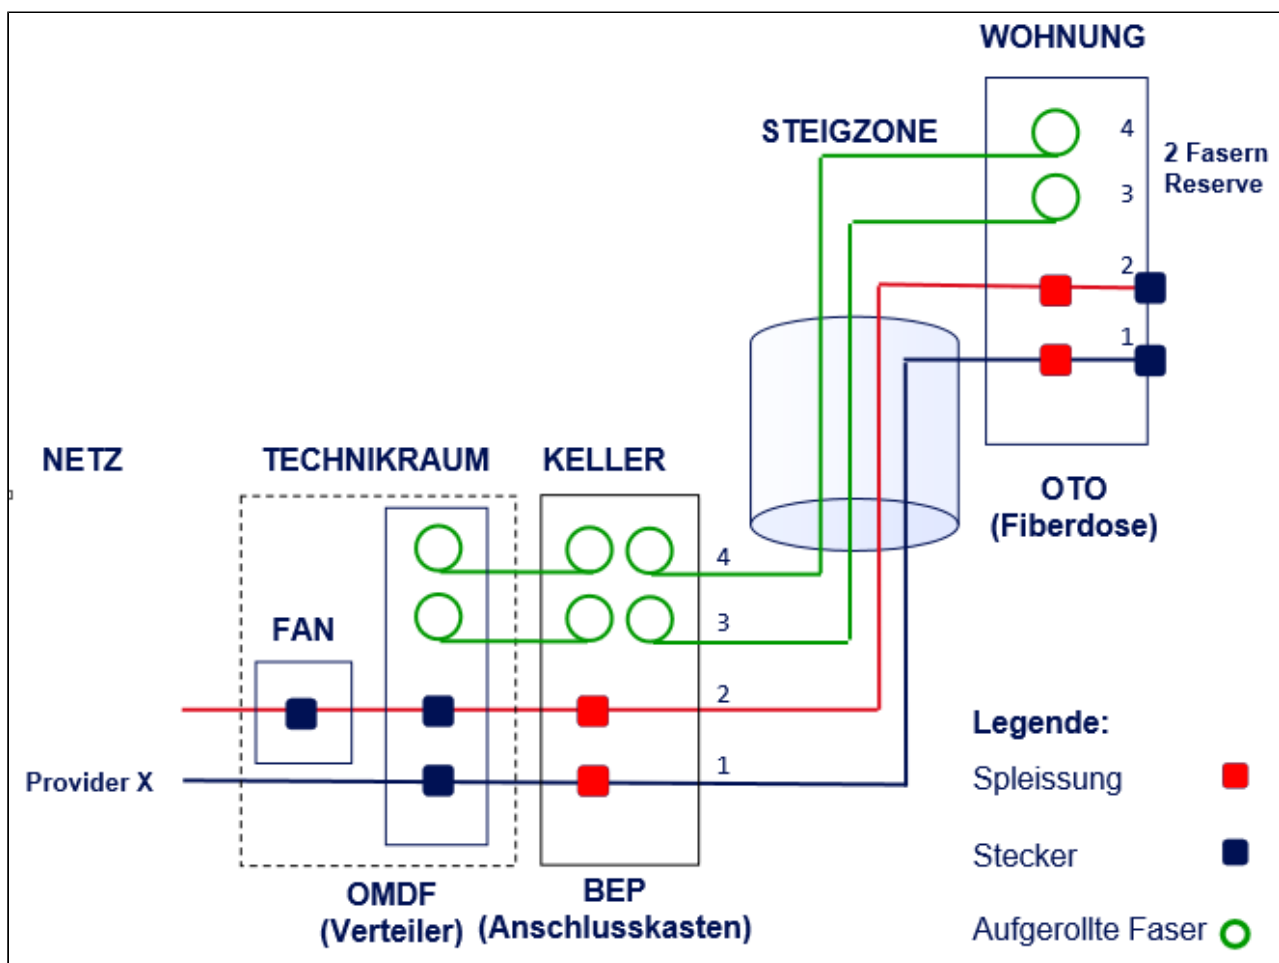 WOHNUNG
STEIGZONE
4
2 Fasern
Reserve
3
2
1
NETZ
TECHNIKRAUM
KELLER
OTO
(Fiberdose)
4
3
FAN
2
1
Provider X
Legende:
Spleissung
Stecker
Aufgerollte Faser
OMDF
(Verteiler)
BEP
(Anschlusskasten)